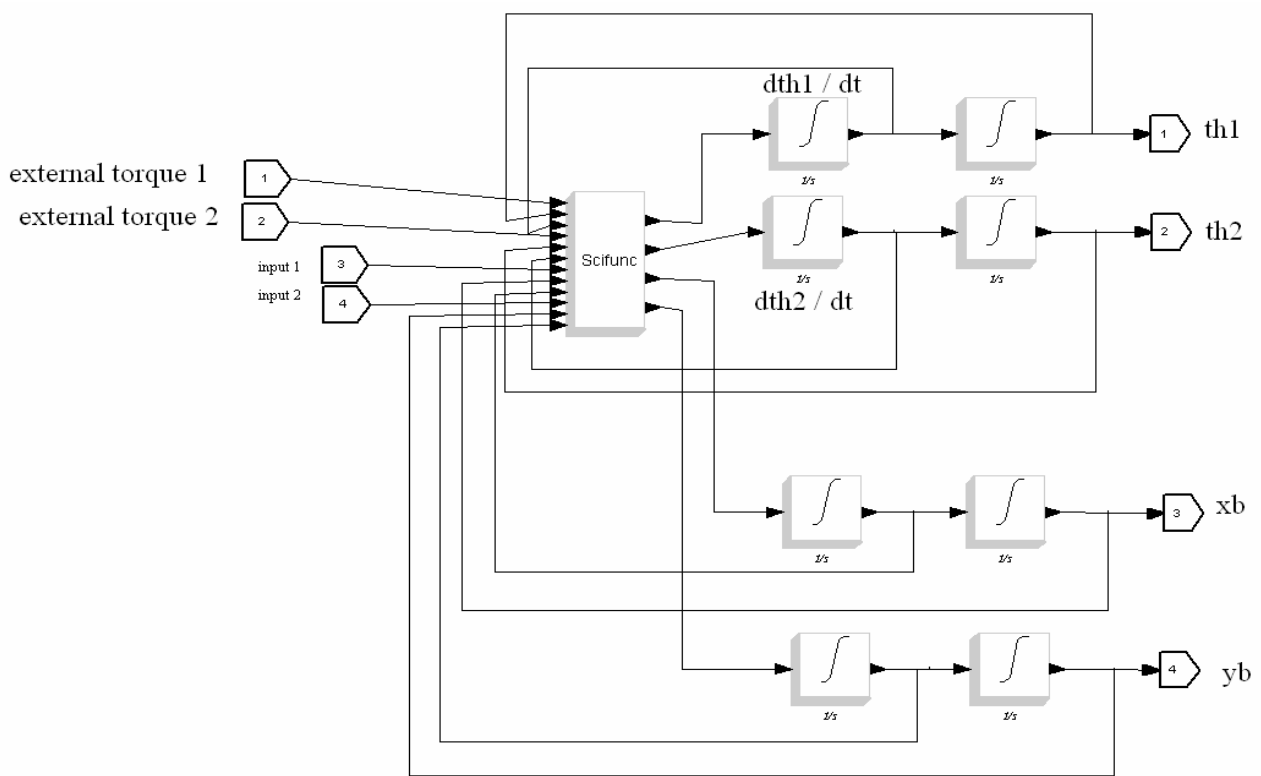 dth1 / dt
1
th1
1/s
1/s
external torque 1
1
external torque 2
2
2
th2
Scifunc
input 1
3
1/s
1/s
input 2
4
dth2 / dt
3
xb
1/s
1/s
4
yb
1/s
1/s